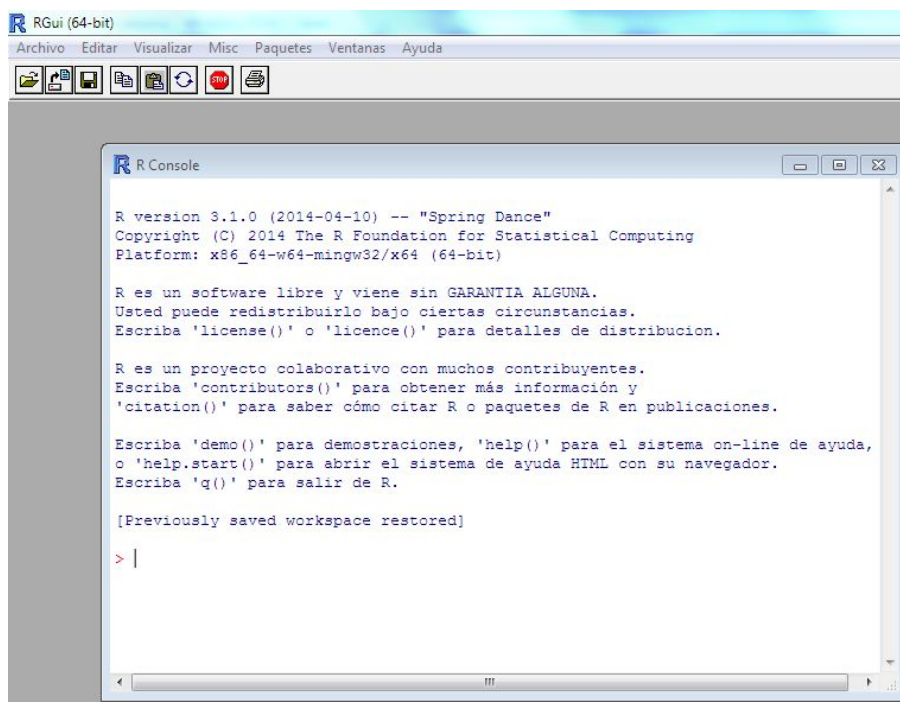 RGui (64-bit)
Archivo Editar Visualizar Misc Paquetes Ventanas Ayuda
STOP
R Console
R version 3.1.0 (2014-04-10) -- "Spring Dance"
Copyright (C) 2014 The R Foundation for Statistical Computing
Platform: x86_64-w64-mingw32/x64 (64-bit)
R es un software libre y viene sin GARANTIA ALGUNA.
Usted puede redistribuirlo bajo ciertas circunstancias.
Escriba 'license()' o 'licence()' para detalles de distribucion.
R es un proyecto colaborativo con muchos contribuyentes.
Escriba 'contributors()' para obtener más información y
'citation()' para saber cómo citar R o paquetes de R en publicaciones.
Escriba 'demo()' para demostraciones, 'help()' para el sistema on-line de ayuda,
o 'help.start()' para abrir el sistema de ayuda HTML con su navegador.
Escriba 'q()' para salir de R.
[Previously saved workspace restored]
>